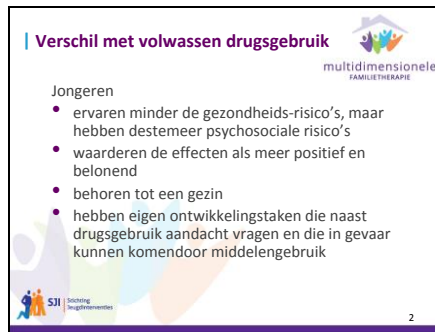 | Verschil met volwassen drugsgebruik
multidimensionele
FAMILIETHERAPIE
Jongeren
• ervaren minder de gezondheids-risico's, maar
hebben destemeer psychosociale risico's
• waarderen de effecten als meer positief en
belonend
• behoren tot een gezin
• hebben eigen ontwikkelingstaken die naast
drugsgebruik aandacht vragen en die in gevaar
kunnen komendoor middelengebruik
SJI | Stichting
Jeugdinterventies
2